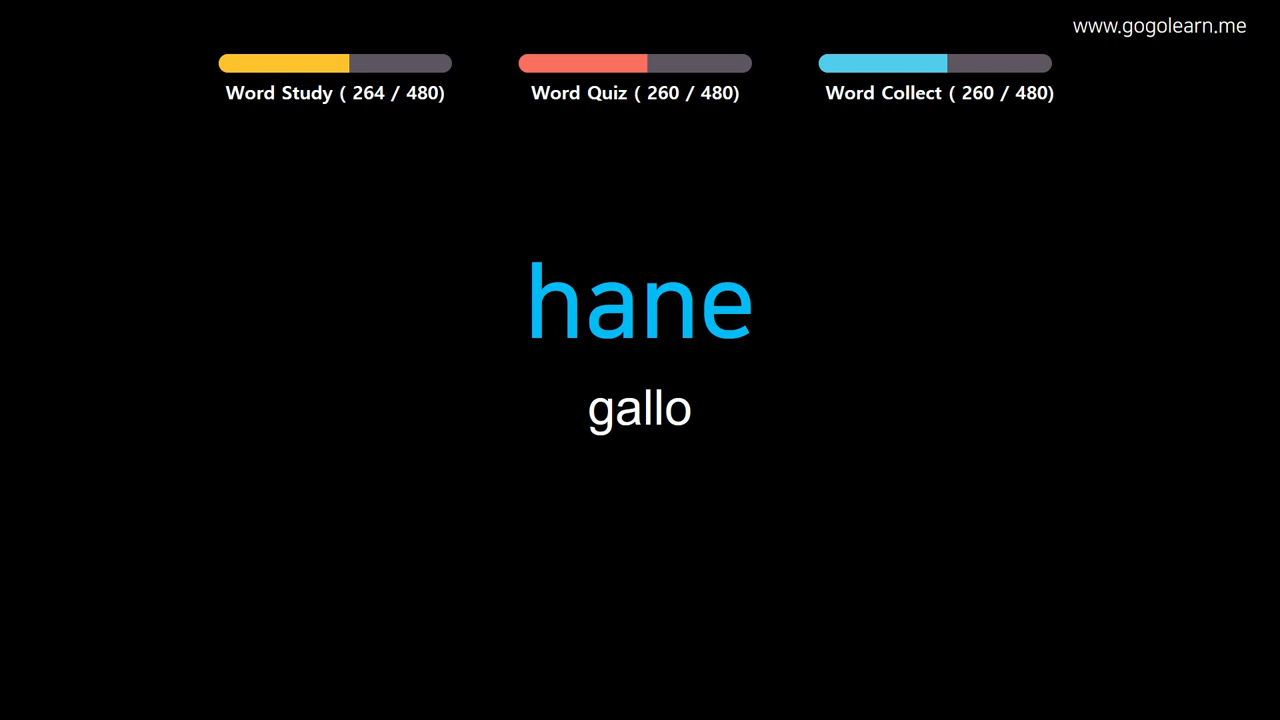 www.gogolearn.me
Word Study ( 264 / 480)
Word Quiz ( 260 / 480)
Word Collect ( 260 / 480)
hane
gallo